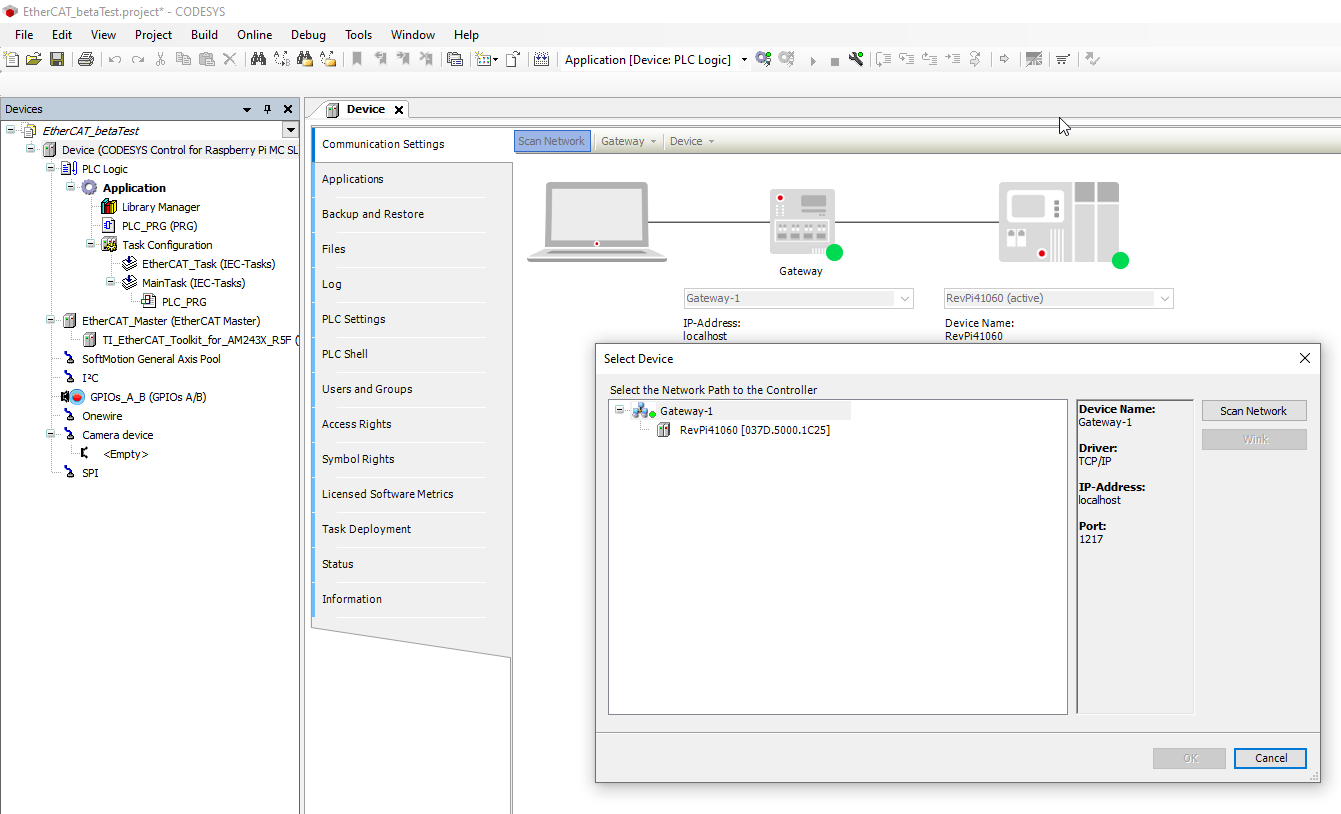 EtherCAT_betaTest.project* - CODESYS
File Edit View Project Build Online Debug Tools Window Help
Application [Device: PLC Logic]
Devices
EtherCAT_betaTest
Device (CODESYS Control for Raspberry Pi MC SL
PLC Logic
Application
Library Manager
PLC_PRG (PRG)
Task Configuration
EtherCAT_Task (IEC-Tasks)
MainTask (IEC-Tasks)
PLC_PRG
EtherCAT_Master (EtherCAT Master)
TI_EtherCAT_Toolkit_for_AM243X_R5F (
SoftMotion General Axis Pool
I²C
GPIOs_A_B (GPIOs A/B)
Onewire
Camera device
<Empty>
SPI
Device
Communication Settings
Applications
Backup and Restore
Files
Log
PLC Settings
PLC Shell
Users and Groups
Access Rights
Symbol Rights
Licensed Software Metrics
Task Deployment
Status
Information
Scan Network Gateway Device
Gateway
Gateway-1
IP-Address:
localhost
RevPi41060 (active)
Device Name:
RevPi41060
Select Device
Select the Network Path to the Controller
Gateway-1
RevPi41060 [037D.5000.1C25]
Device Name:
Gateway-1
Driver:
TCP/IP
IP-Address:
localhost
Port:
1217
Scan Network
Wink
OK
Cancel